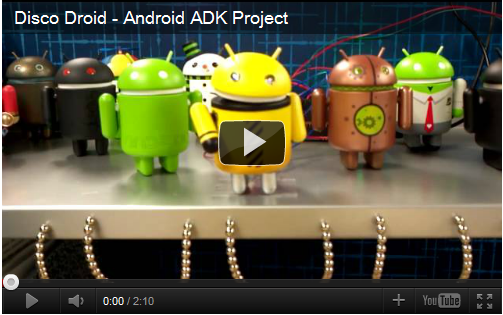 Disco Droid - Android ADK Project
0:00 / 2:10
YouTube